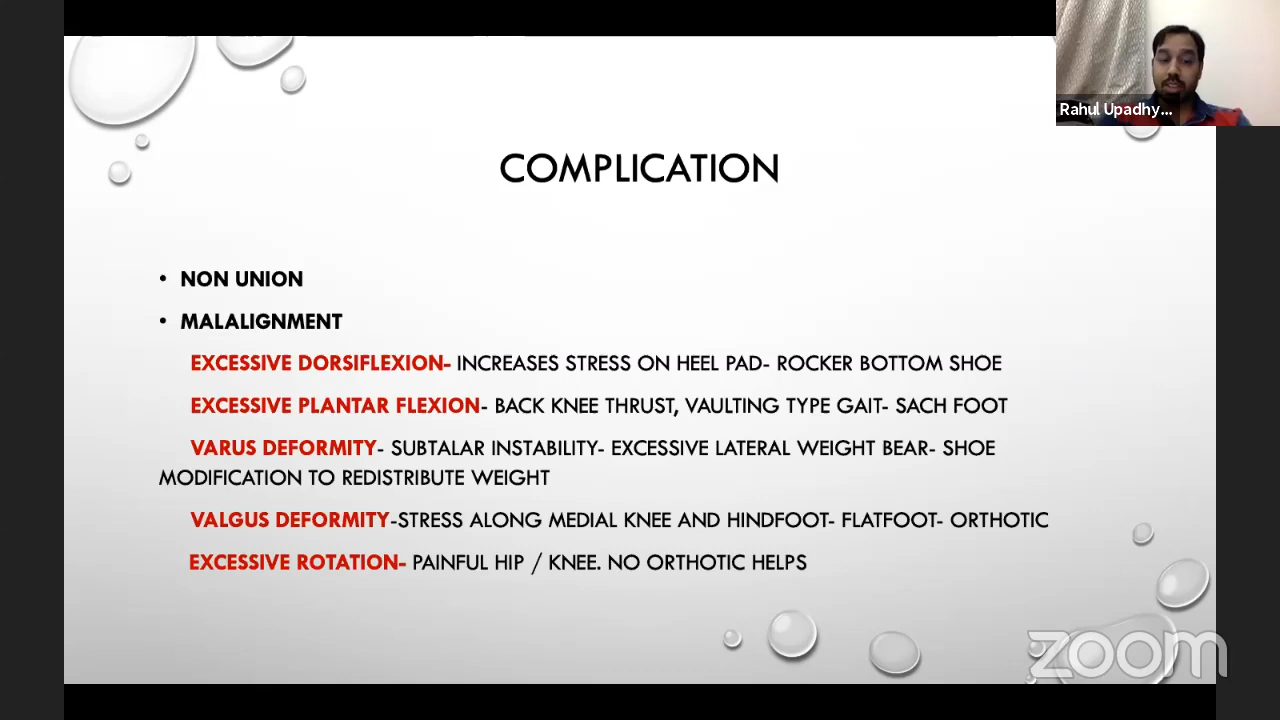 Rahul Upadhy...
COMPLICATION
• NON UNION
• MALALIGNMENT
EXCESSIVE DORSIFLEXION- INCREASES STRESS ON HEEL PAD- ROCKER BOTTOM SHOE
EXCESSIVE PLANTAR FLEXION- BACK KNEE THRUST, VAULTING TYPE GAIT- SACH FOOT
VARUS DEFORMITY- SUBTALAR INSTABILITY- EXCESSIVE LATERAL WEIGHT BEAR- SHOE
MODIFICATION TO REDISTRIBUTE WEIGHT
VALGUS DEFORMITY-STRESS ALONG MEDIAL KNEE AND HINDFOOT- FLATFOOT- ORTHOTIC
EXCESSIVE ROTATION- PAINFUL HIP / KNEE. NO ORTHOTIC HELPS
zoom